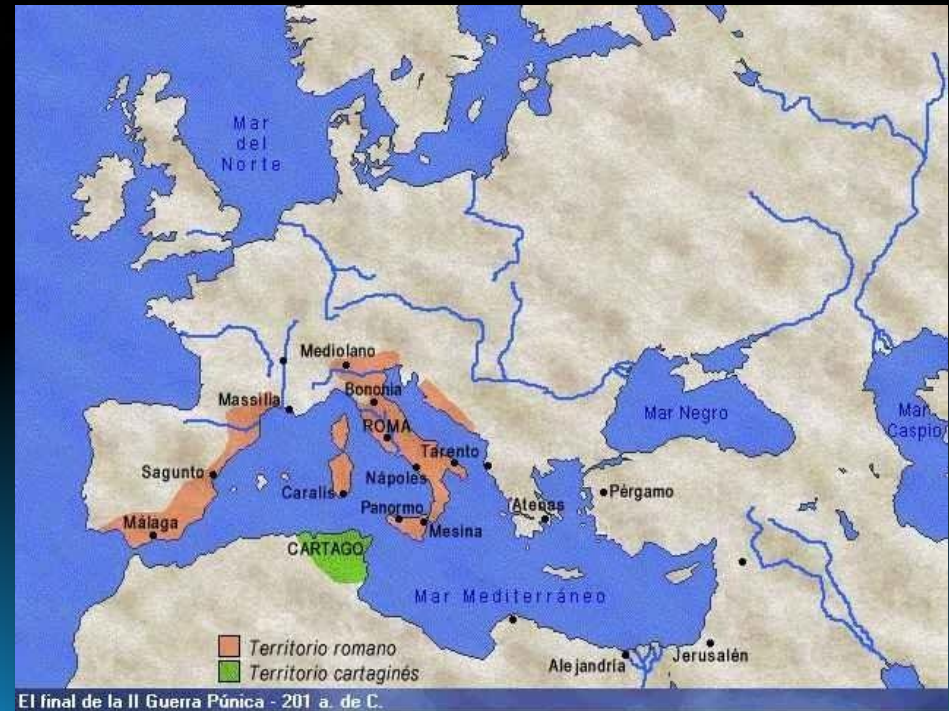 Mar
del
Norte
Mediolano
Bononia
Massilia
ROMA
Mar Negro
Mar
Caspio
Tarento
Sagunto
Nápoles
Caralis
Pérgamo
Panormo
Atenas
Málaga
Mesina
CARTAGO
Mar Mediterráneo
Territorio romano
Alejandría
Jerusalén
Territorio cartaginés
El final de la II Guerra Púnica - 201 a. de C.